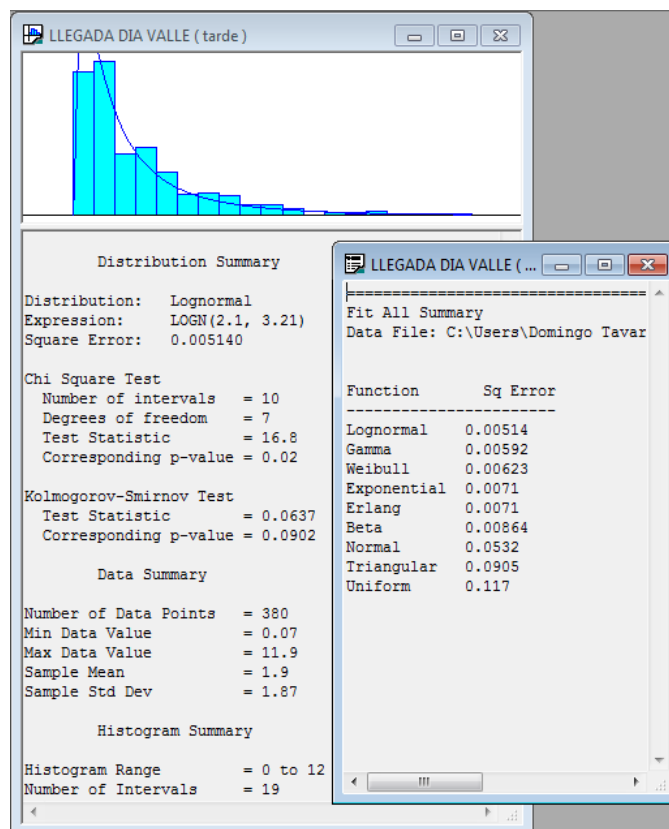 LLEGADA DIA VALLE ( tarde )
Distribution Summary
Distribution: Lognormal
Expression: LOGN(2.1, 3.21)
Square Error: 0.005140
Chi Square Test
Number of intervals = 10
Degrees of freedom = 7
Test Statistic = 16.8
Corresponding p-value = 0.02
Kolmogorov-Smirnov Test
Test Statistic = 0.0637
Corresponding p-value = 0.0902
Data Summary
Number of Data Points = 380
Min Data Value = 0.07
Max Data Value = 11.9
Sample Mean = 1.9
Sample Std Dev = 1.87
Histogram Summary
Histogram Range = 0 to 12
Number of Intervals = 19
LLEGADA DIA VALLE ( ...
==================================
Fit All Summary
Data File: C:\Users\Domingo Tavar
Function Sq Error
-----------------------
Lognormal 0.00514
Gamma 0.00592
Weibull 0.00623
Exponential 0.0071
Erlang 0.0071
Beta 0.00864
Normal 0.0532
Triangular 0.0905
Uniform 0.117